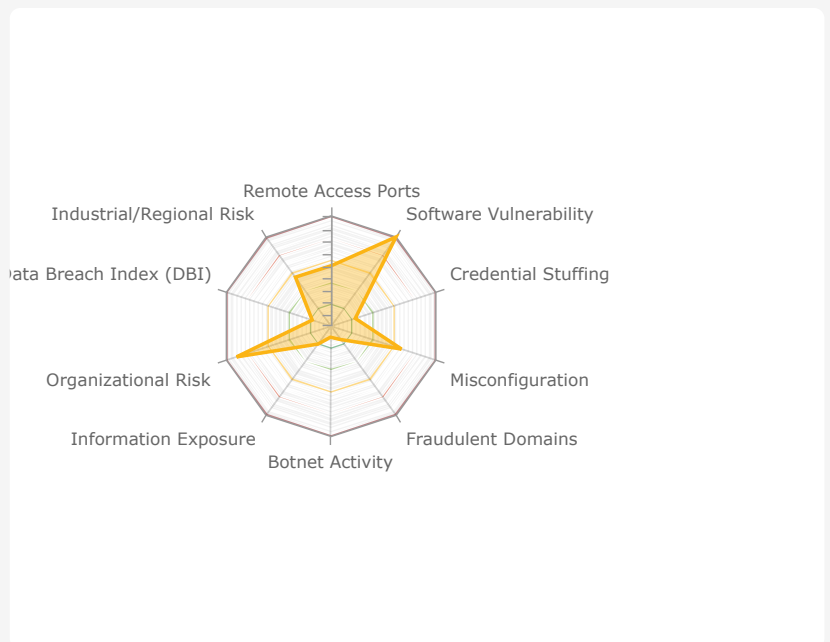 Remote Access Ports
Industrial/Regional Risk
Software Vulnerability
ata Breach Index (DBI)
Credential Stuffing
Organizational Risk
Misconfiguration
Information Exposure
Fraudulent Domains
Botnet Activity